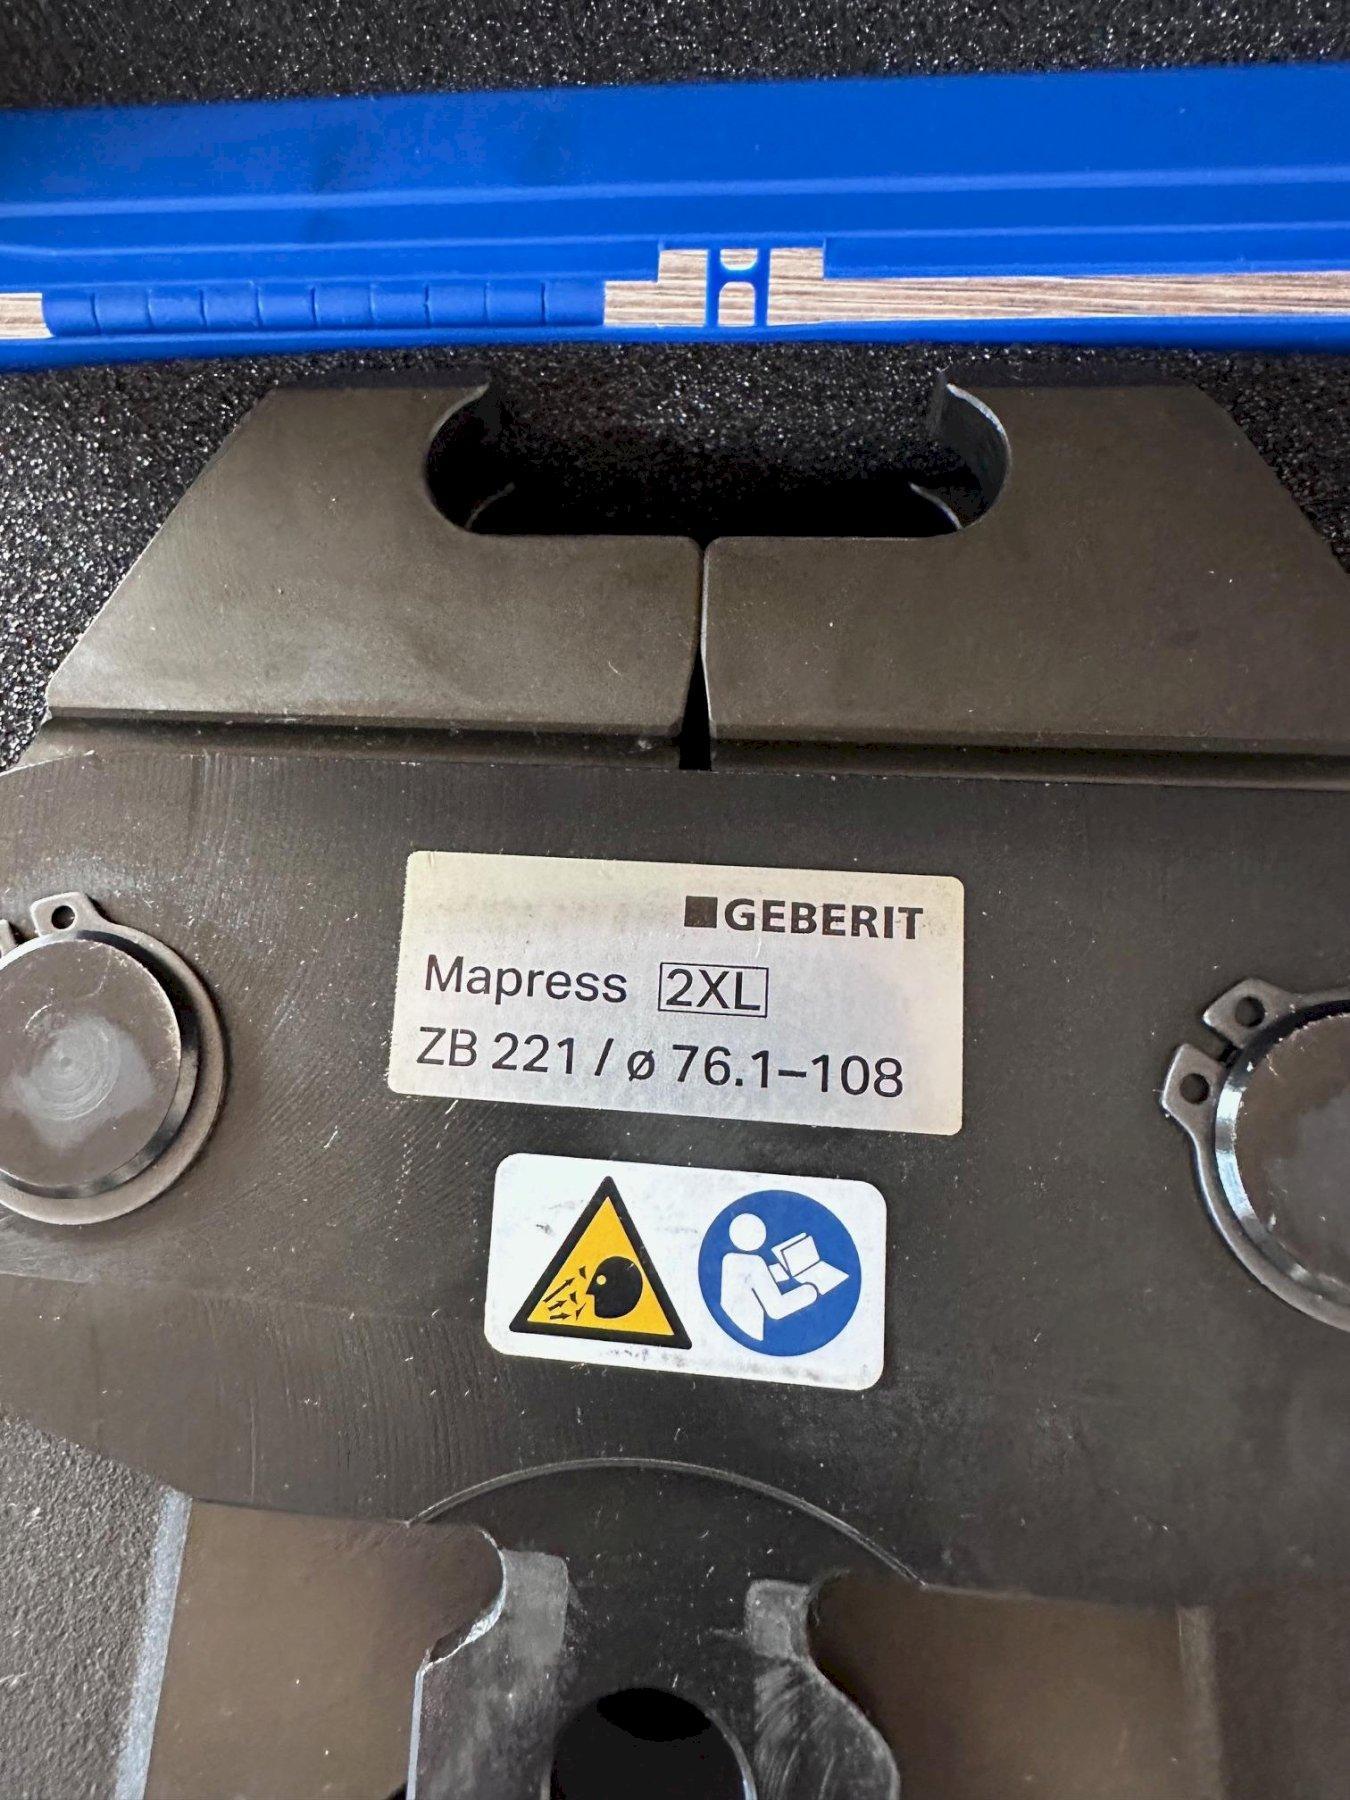 GEBERIT
Mapress 2XL
ZB 221 / ø 76.1–108